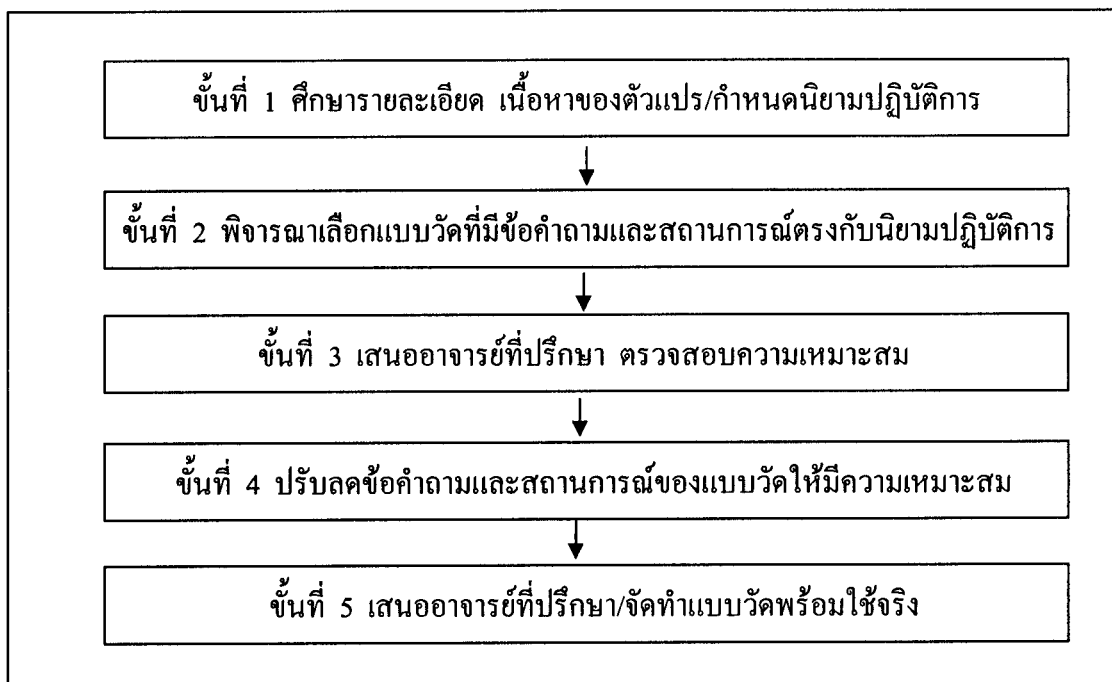 ขั้นที่ 1 ศึกษารายละเอียด เนื้อหาของตัวแปร/กำหนดนิยามปฏิบัติการ
ขั้นที่ 2 พิจารณาเลือกแบบวัดที่มีข้อคำถามและสถานการณ์ตรงกับนิยามปฏิบัติการ
ขั้นที่ 3 เสนออาจารย์ที่ปรึกษา ตรวจสอบความเหมาะสม
ขั้นที่ 4 ปรับลดข้อคำถามและสถานการณ์ของแบบวัดให้มีความเหมาะสม
ขั้นที่ 5 เสนออาจารย์ที่ปรึกษา/จัดทำแบบวัดพร้อมใช้จริง